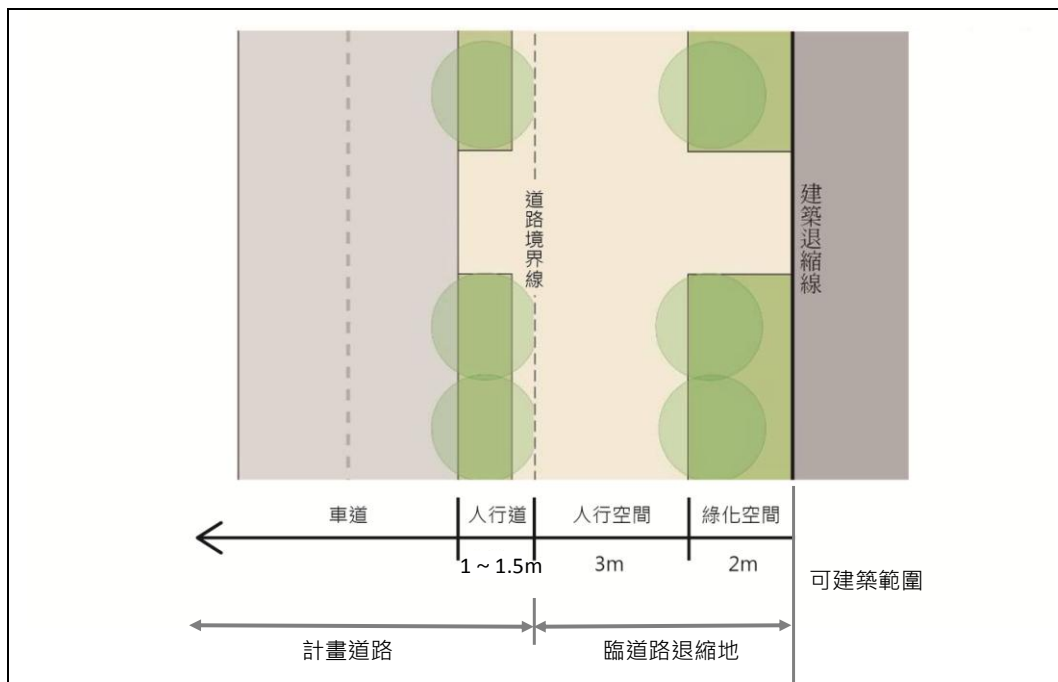 道路境界線
建築退縮線
車道
人行道
人行空間
綠化空間
1 ~ 1.5m
3m
2m
可建築範圍
計畫道路
臨道路退縮地